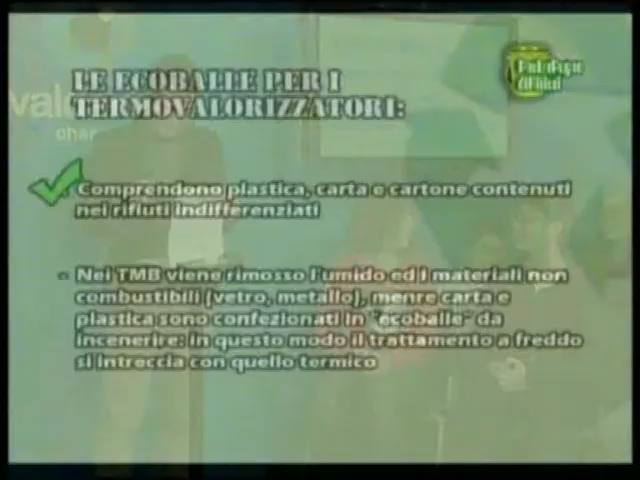 LE ECOBALLE PER I
TERMOVALORIZZATORI:
Comprendono plastica, carta e cartone contenuti
nei rifiuti indifferenziati
- Nei TMB viene rimosso l'umido ed i materiali non
combustibili (vetro, metallo), menre carta e
plastica sono confezionati in "ecoballe" da
incenerire: in questo modo il trattamento a freddo
si intreccia con quello termico